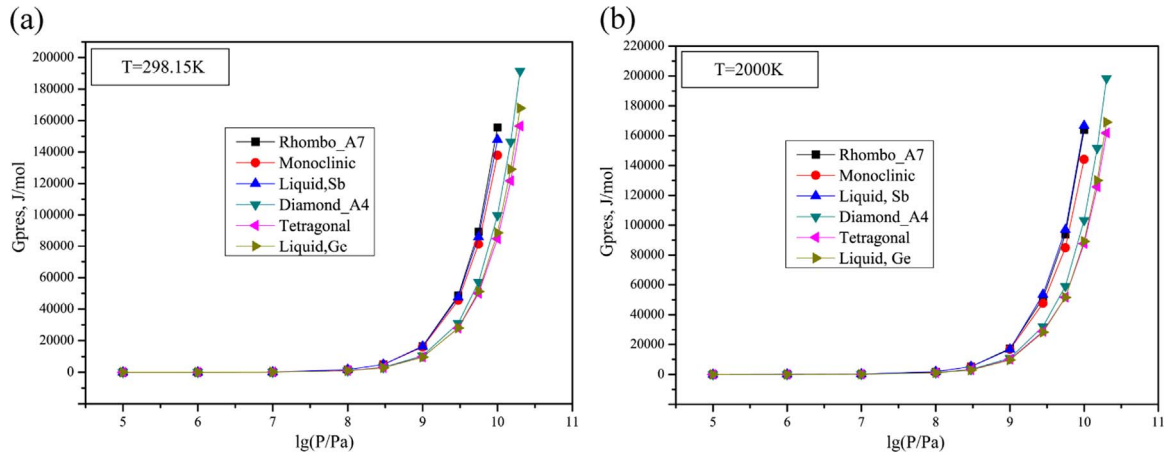 (a)
T=298.15K
Gpres, J/mol
200000
180000
160000
140000
120000
100000
80000
60000
40000
20000
0
Rhombo_A7
Monoclinic
Liquid,Sb
Diamond_A4
Tetragonal
Liquid,Ge
5 6 7 8 9 10 11
lg(P/Pa)
(b)
T=2000K
Gpres, J/mol
220000
200000
180000
160000
140000
120000
100000
80000
60000
40000
20000
0
Rhombo_A7
Monoclinic
Liquid, Sb
Diamond_A4
Tetragonal
Liquid, Ge
5 6 7 8 9 10 11
lg(P/Pa)